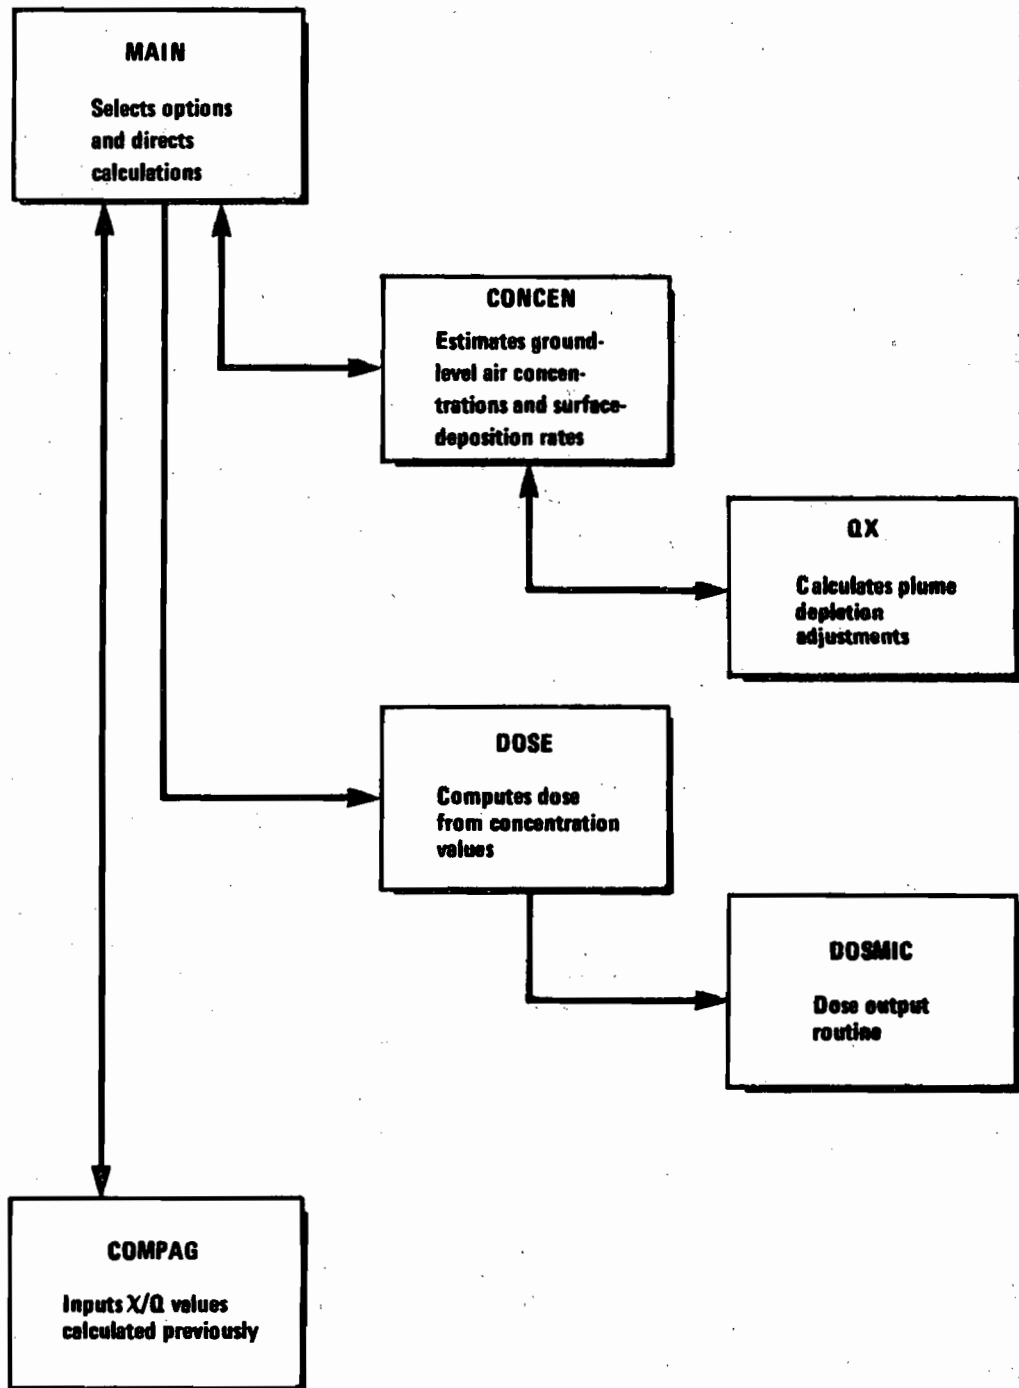 MAIN
Selects options
and directs
calculations
CONCEN
Estimates ground-
level air concen-
trations and surface-
deposition rates
QX
Calculates plume
depletion
adjustments
DOSE
Computes dose
from concentration
values
DOSMIC
Dose output
routine
COMPAG
Inputs X/Q values
calculated previously